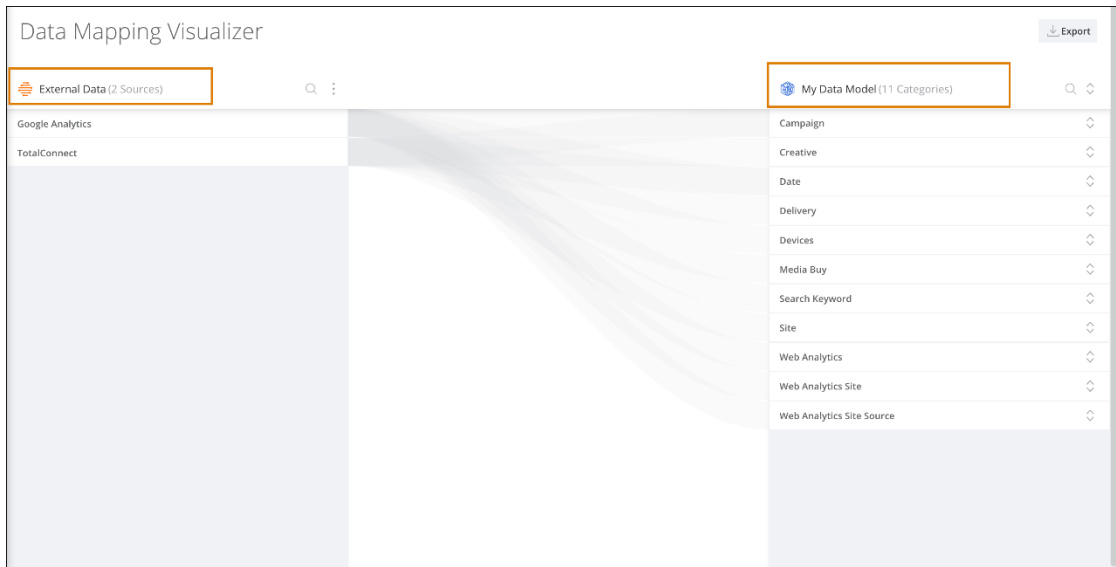 Data Mapping Visualizer
Export
External Data (2 Sources)
My Data Model (11 Categories)
Google Analytics
Campaign
TotalConnect
Creative
Date
Delivery
Devices
Media Buy
Search Keyword
Site
Web Analytics
Web Analytics Site
Web Analytics Site Source